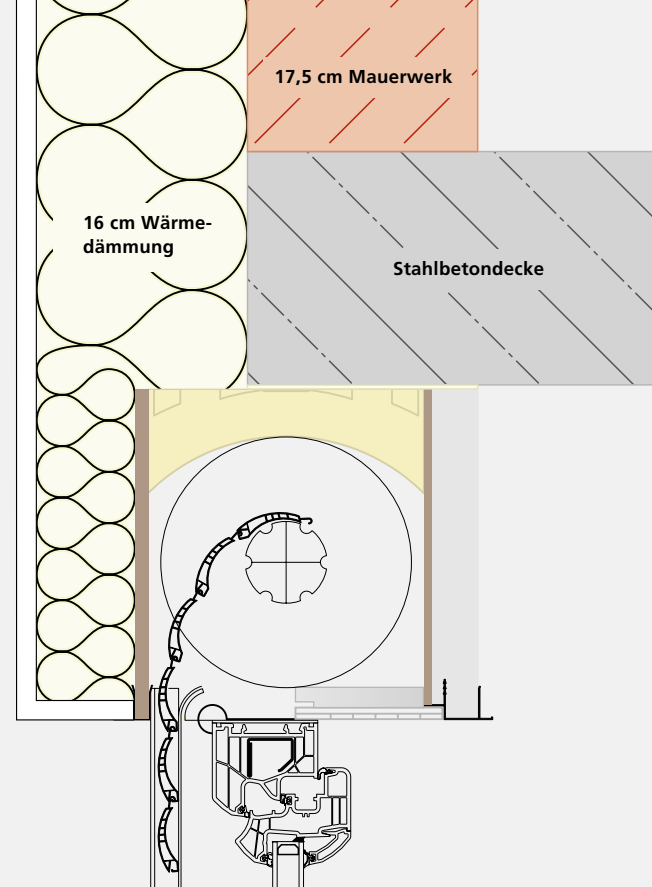 17,5 cm Mauerwerk
16 cm Wärme-
dämmung
Stahlbetondecke